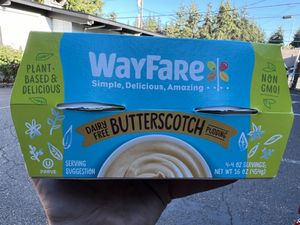 PLANT-
BASED &
DELICIOUS
WAYFARE
Simple, Delicious, Amazing
NON
GMO!
DAIRY
FREE
BUTTERSCOTCH
PUDDING
U
PAREVE
SERVING
SUGGESTION
4-4 OZ SERVINGS
NET WT 16 OZ (454g)